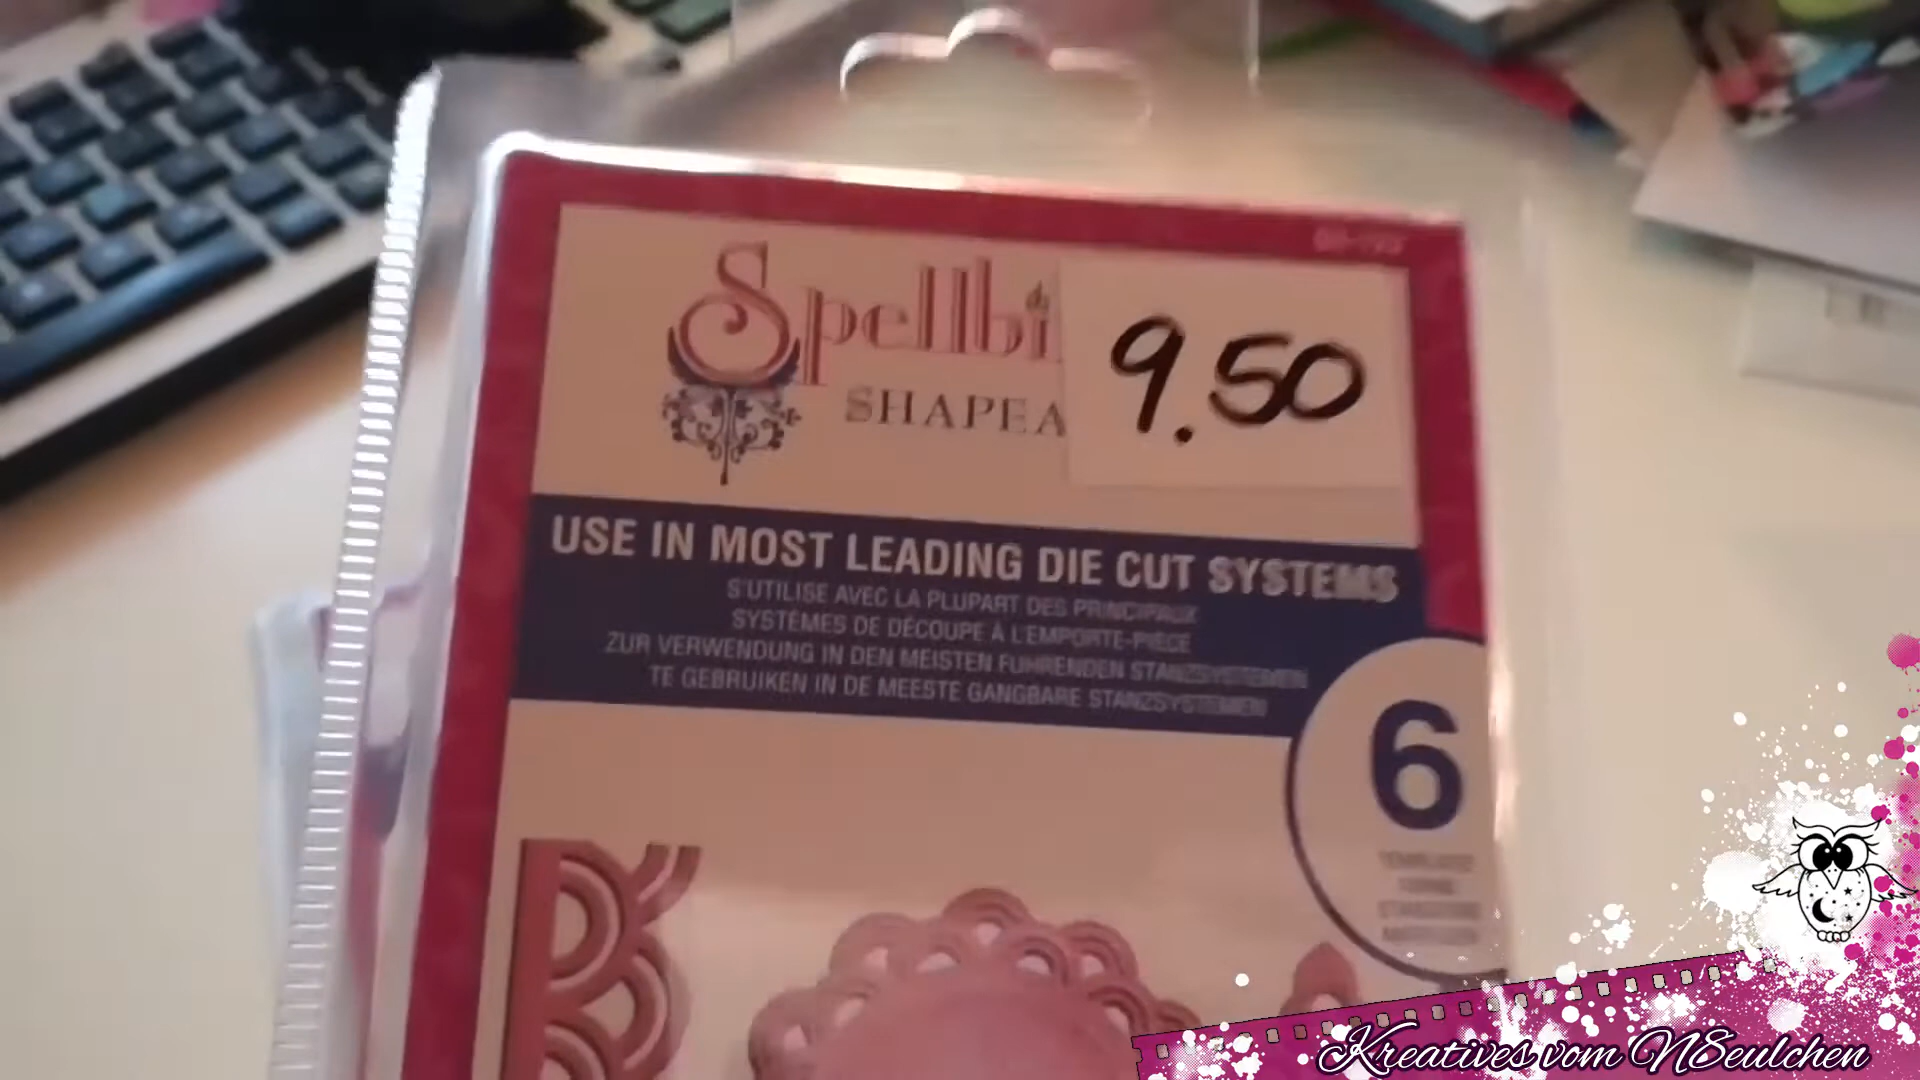 Spellbi
SHAPEA
9.50
USE IN MOST LEADING DIE CUT SYSTEMS
S'UTILISE AVEC LA PLUPART DES PRINCIPAUX
SYSTÈMES DE DÉCOUPE À L'EMPORTE-PIÈCE
ZUR VERWENDUNG IN DEN MEISTEN FÜHRENDEN STANZSYSTEMEN
TE GEBRUIKEN IN DE MEESTE GANGBARE STANZSYSTEMEN
6
Kreatives vom N8eulchen